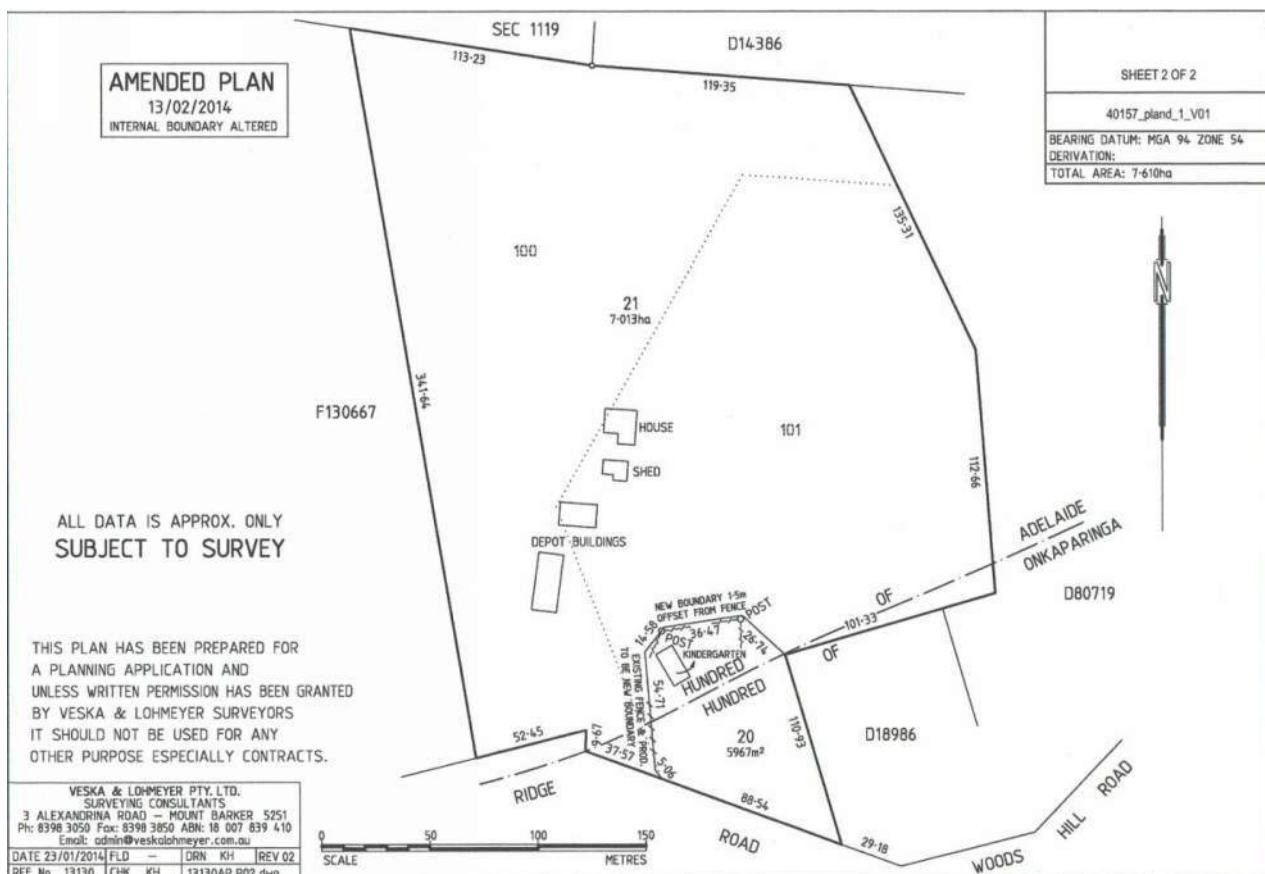 SEC 1119
D14386
113·23
119·35
AMENDED PLAN
13/02/2014
INTERNAL BOUNDARY ALTERED
SHEET 2 OF 2
40157_pland_1_V01
BEARING DATUM: MGA 94 ZONE 54
DERIVATION:
TOTAL AREA: 7·610ha
N
135·31
100
21
7·013ha
341·64
F130667
HOUSE
101
SHED
112·66
DEPOT BUILDINGS
ALL DATA IS APPROX. ONLY
SUBJECT TO SURVEY
ADELAIDE
ONKAPARINGA
D80719
NEW BOUNDARY 1·5m
OFFSET FROM FENCE
POST
OF
101·33
OF
14·58
36·47
POST
26·74
KINDERGARTEN
HUNDRED
HUNDRED
EXISTING FENCE & PROD.
TO BE NEW BOUNDARY
54·71
THIS PLAN HAS BEEN PREPARED FOR
A PLANNING APPLICATION AND
UNLESS WRITTEN PERMISSION HAS BEEN GRANTED
BY VESKA & LOHMEYER SURVEYORS
IT SHOULD NOT BE USED FOR ANY
OTHER PURPOSE ESPECIALLY CONTRACTS.
52·45
9·67
37·57
5·06
20
5967m²
110·93
D18986
RIDGE
ROAD
88·54
29·18
WOODS
HILL
ROAD
VESKA & LOHMEYER PTY. LTD.
SURVEYING CONSULTANTS
3 ALEXANDRINA ROAD – MOUNT BARKER 5251
Ph: 8398 3050 Fax: 8398 3850 ABN: 18 007 839 410
Email: admin@veskalohmeyer.com.au
DATE 23/01/2014 FLD – DRN KH REV 02
REF No. 13130 CHK KH 13130AP R02.dwg
0 50 100 150
SCALE METRES